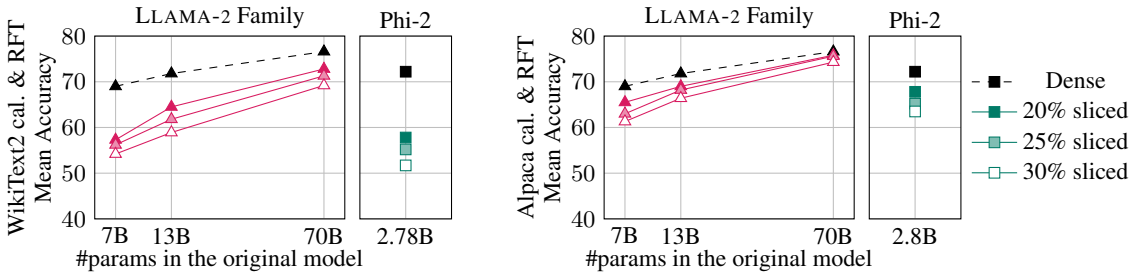 LLAMA-2 Family
Phi-2
WikiText2 cal. & RFT
Mean Accuracy
80
70
60
50
40
7B
13B
70B
2.78B
#params in the original model
LLAMA-2 Family
Phi-2
Alpaca cal. & RFT
Mean Accuracy
80
70
60
50
40
7B
13B
70B
2.8B
#params in the original model
Dense
20% sliced
25% sliced
30% sliced